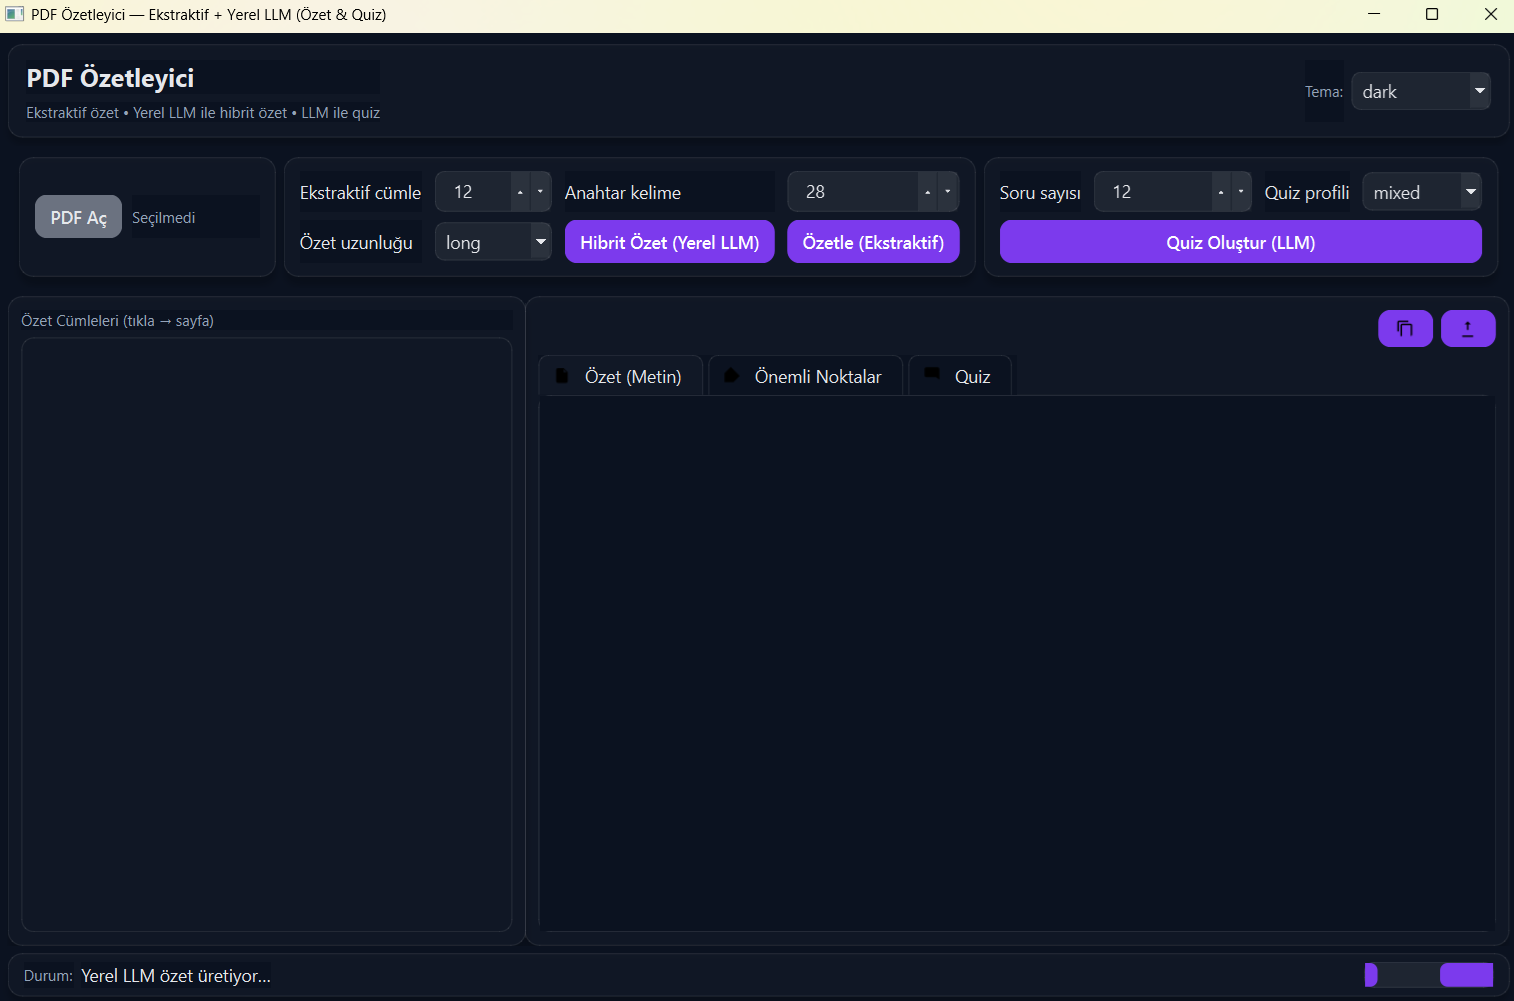 PDF Özetleyici — Ekstraktif + Yerel LLM (Özet & Quiz)
PDF Özetleyici
Ekstraktif özet • Yerel LLM ile hibrit özet • LLM ile quiz
Tema: dark
PDF Aç Seçilmedi
Ekstraktif cümle 12 Anahtar kelime 28
Özet uzunluğu long Hibrit Özet (Yerel LLM) Özetle (Ekstraktif)
Soru sayısı 12 Quiz profili mixed
Quiz Oluştur (LLM)
Özet Cümleleri (tıkla → sayfa)
Özet (Metin) Önemli Noktalar Quiz
Durum: Yerel LLM özet üretiyor...